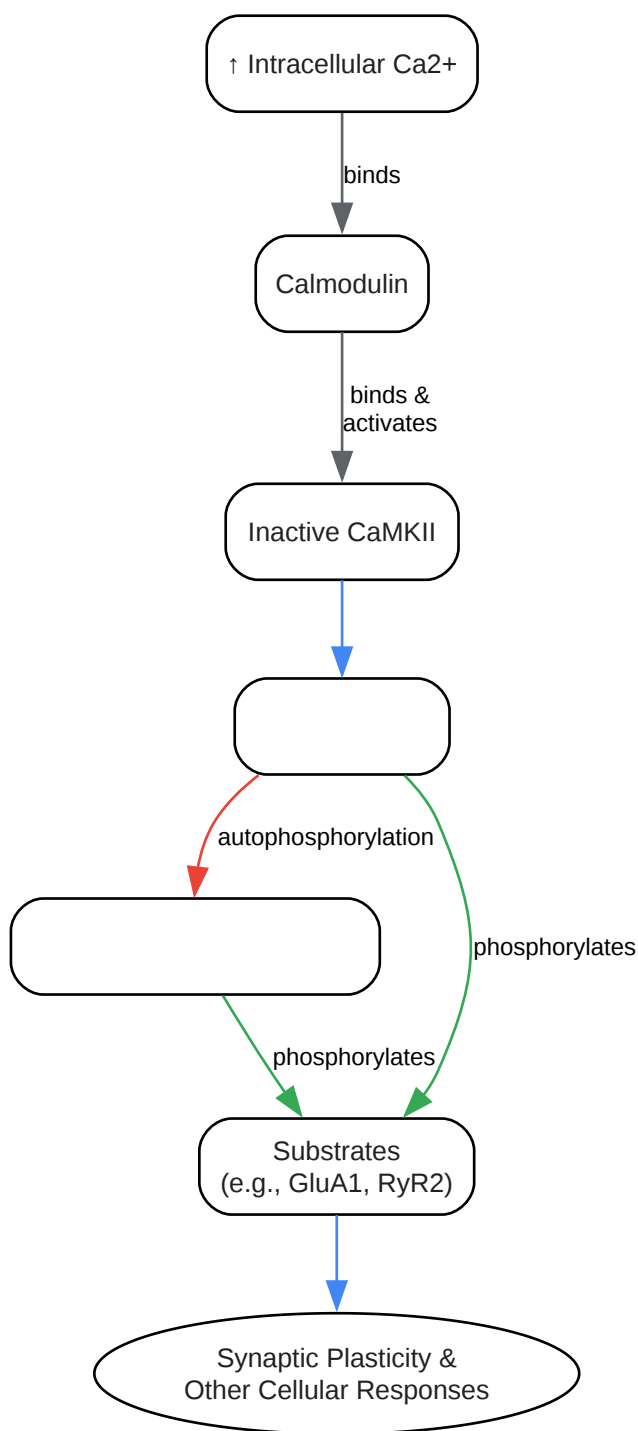 ↑ Intracellular Ca2+
binds
Calmodulin
binds &
activates
Inactive CaMKII
autophosphorylation
phosphorylates
phosphorylates
Substrates
(e.g., GluA1, RyR2)
Synaptic Plasticity &
Other Cellular Responses